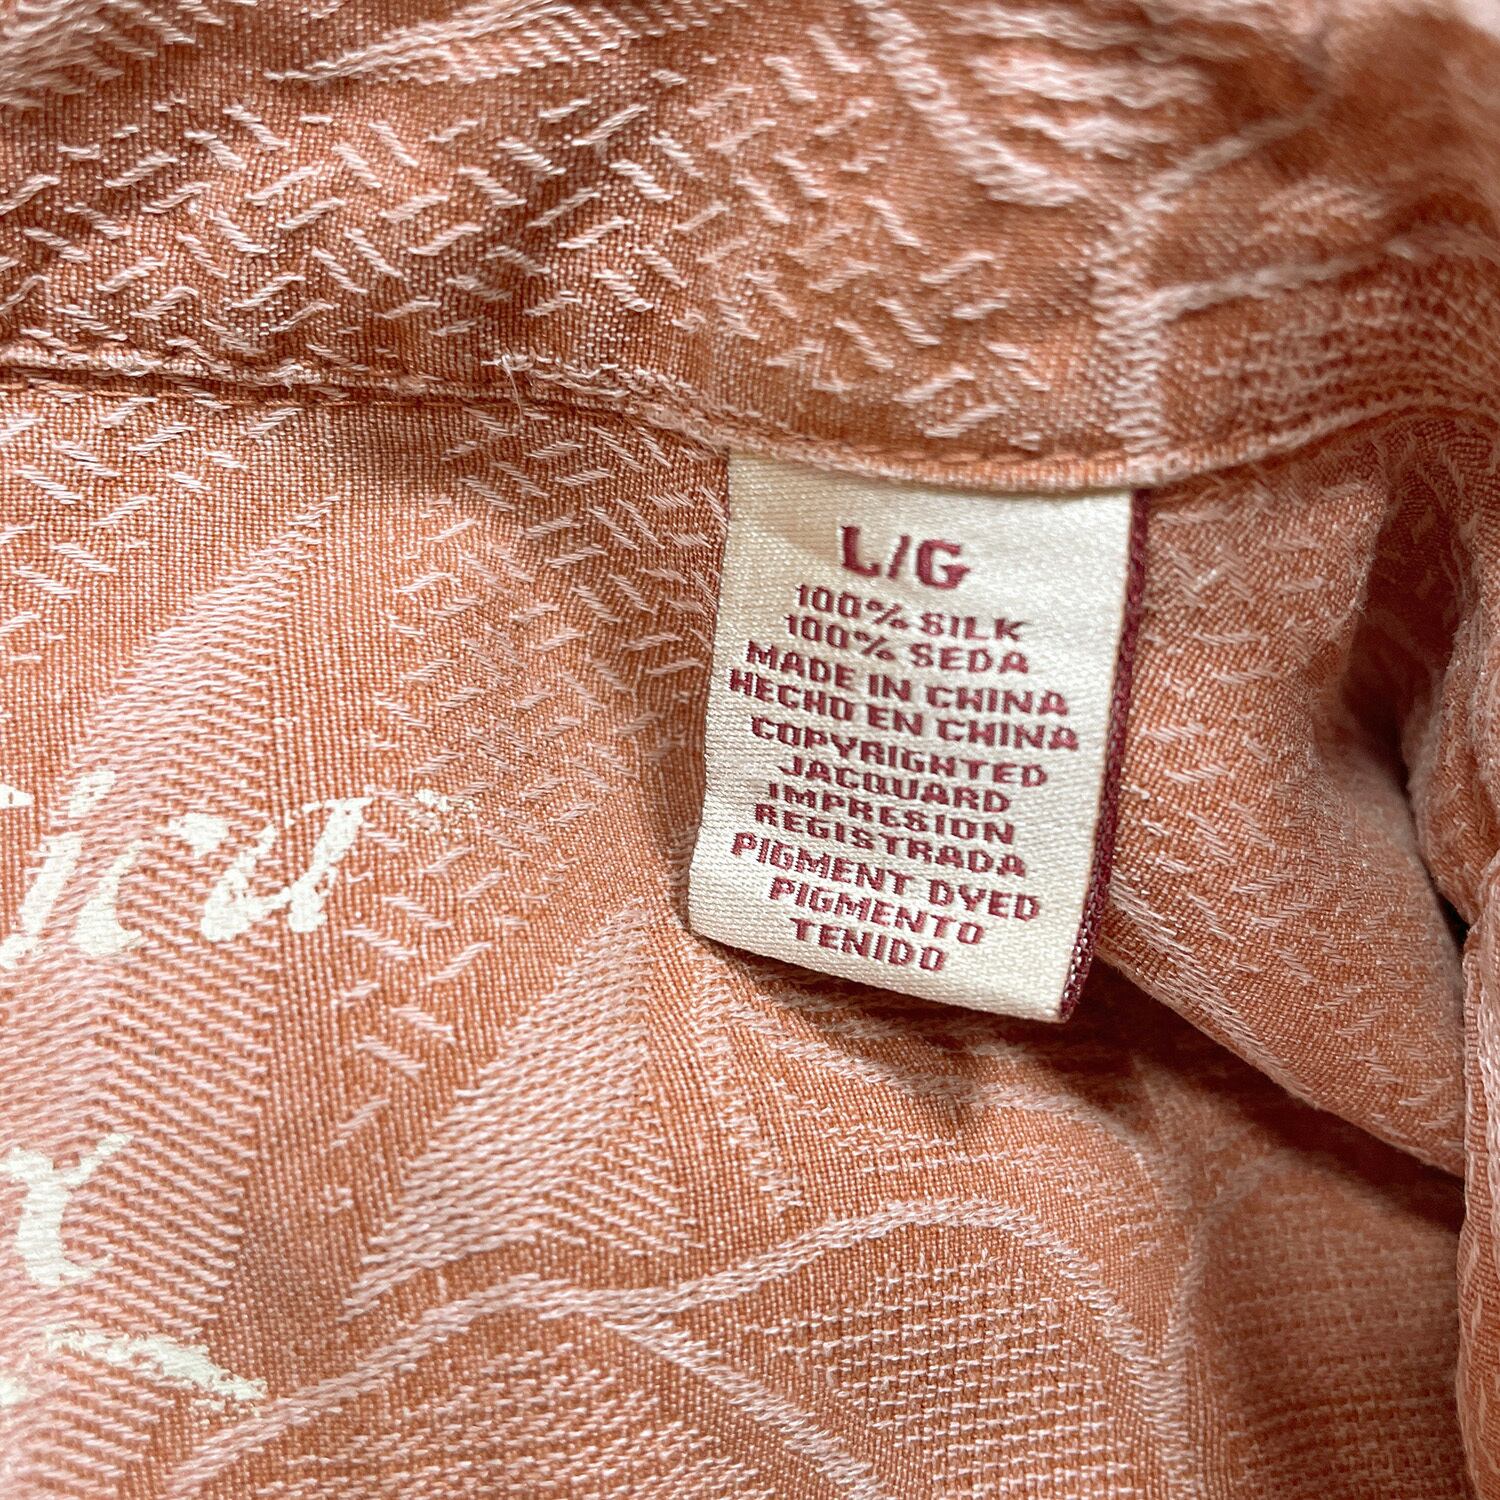 L/G
100% SILK
100% SEDA
MADE IN CHINA
HECHO EN CHINA
COPYRIGHTED
JACQUARD
IMPRESION
REGISTRADA
PIGMENT DYED
PIGMENTO
TENIDO